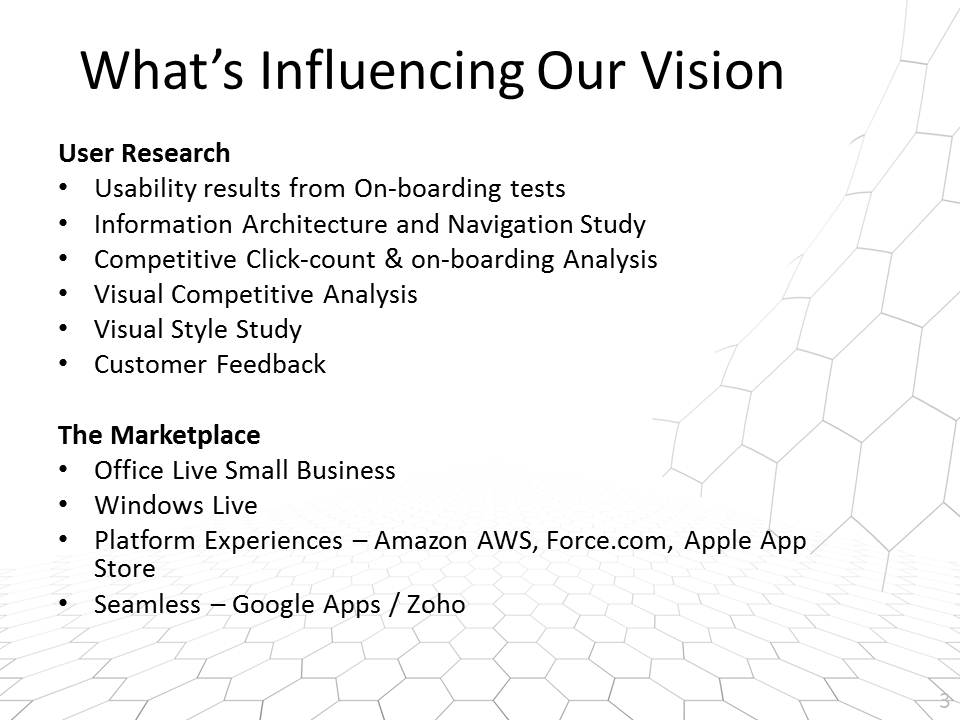 What’s Influencing Our Vision
User Research
• Usability results from On-boarding tests
• Information Architecture and Navigation Study
• Competitive Click-count & on-boarding Analysis
• Visual Competitive Analysis
• Visual Style Study
• Customer Feedback
The Marketplace
• Office Live Small Business
• Windows Live
• Platform Experiences – Amazon AWS, Force.com, Apple App
Store
• Seamless – Google Apps / Zoho
3